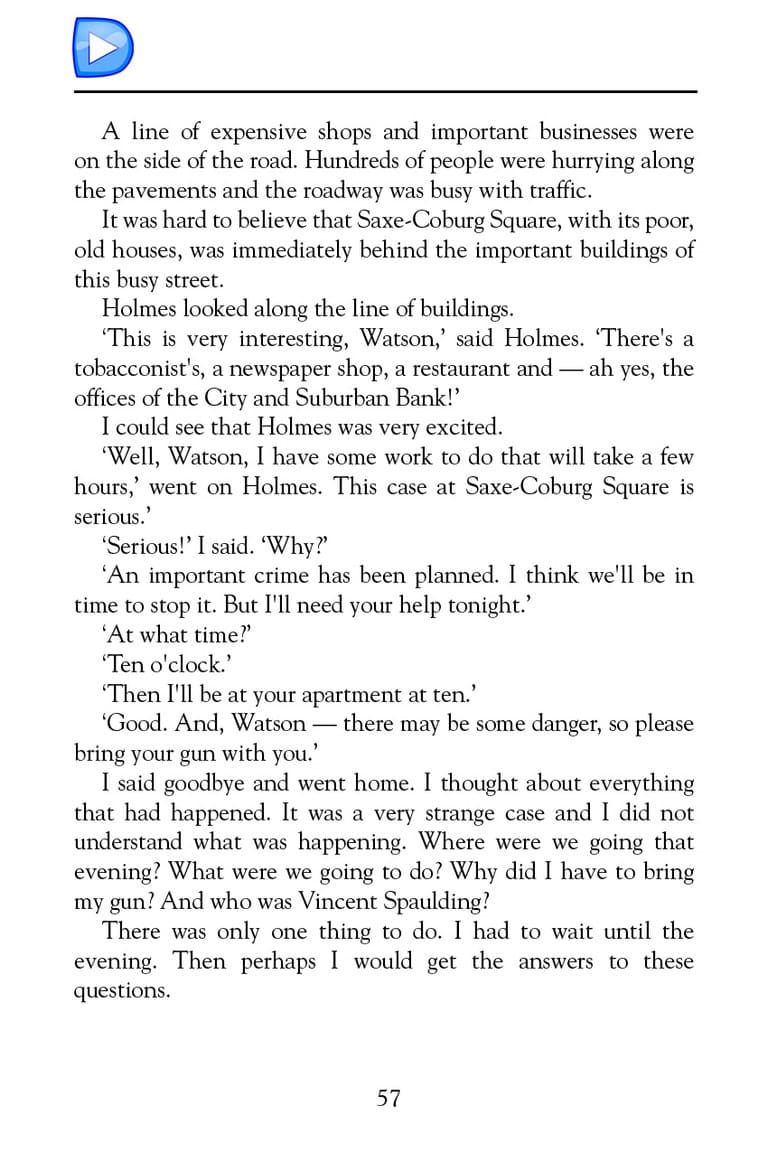 A line of expensive shops and important businesses were
on the side of the road. Hundreds of people were hurrying along
the pavements and the roadway was busy with traffic.
It was hard to believe that Saxe-Coburg Square, with its poor,
old houses, was immediately behind the important buildings of
this busy street.
Holmes looked along the line of buildings.
‘This is very interesting, Watson,’ said Holmes. ‘There's a
tobacconist's, a newspaper shop, a restaurant and — ah yes, the
offices of the City and Suburban Bank!’
I could see that Holmes was very excited.
‘Well, Watson, I have some work to do that will take a few
hours,’ went on Holmes. This case at Saxe-Coburg Square is
serious.’
‘Serious!’ I said. ‘Why?’
‘An important crime has been planned. I think we'll be in
time to stop it. But I'll need your help tonight.’
‘At what time?’
‘Ten o'clock.’
‘Then I'll be at your apartment at ten.’
‘Good. And, Watson — there may be some danger, so please
bring your gun with you.’
I said goodbye and went home. I thought about everything
that had happened. It was a very strange case and I did not
understand what was happening. Where were we going that
evening? What were we going to do? Why did I have to bring
my gun? And who was Vincent Spaulding?
There was only one thing to do. I had to wait until the
evening. Then perhaps I would get the answers to these
questions.
57